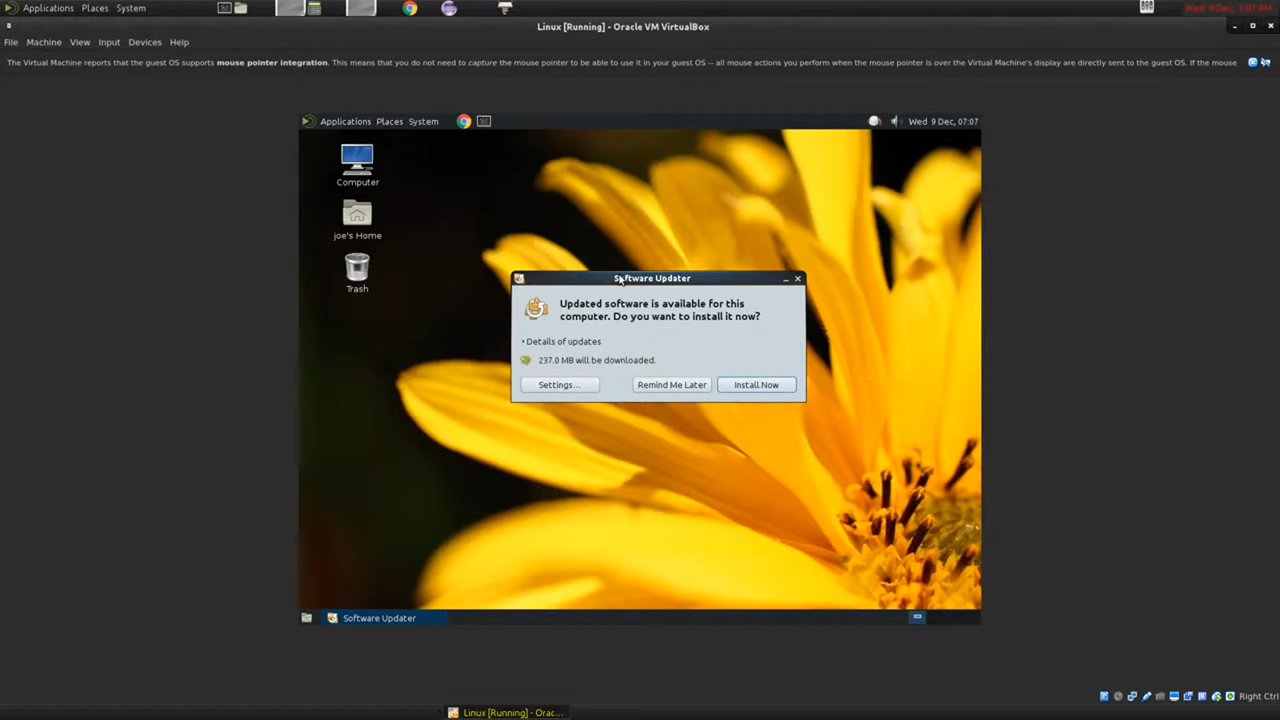 Applications Places System
Linux [Running] - Oracle VM VirtualBox
File Machine View Input Devices Help
The Virtual Machine reports that the guest OS supports mouse pointer integration. This means that you do not need to capture the mouse pointer to be able to use it in your guest OS -- all mouse actions you perform when the mouse pointer is over the Virtual Machine's display are directly sent to the guest OS. If the mouse
Applications Places System Wed 9 Dec, 07:07
Computer
joe's Home
Trash
Software Updater
Updated software is available for this
computer. Do you want to install it now?
Details of updates
237.0 MB will be downloaded.
Settings... Remind Me Later Install Now
Software Updater
Right Ctrl
Linux [Running] - Orac...